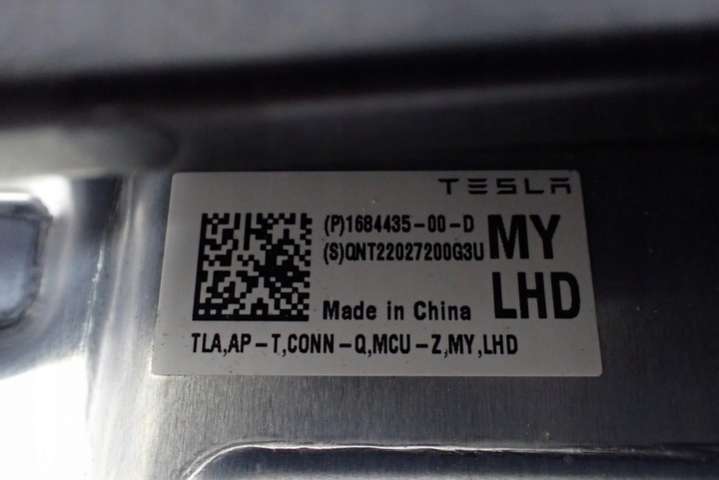 TESLA
(P)1684435-00-D
(S)QNT22027200G3U
MY
LHD
Made in China
TLA,AP-T,CONN-Q,MCU-Z,MY,LHD